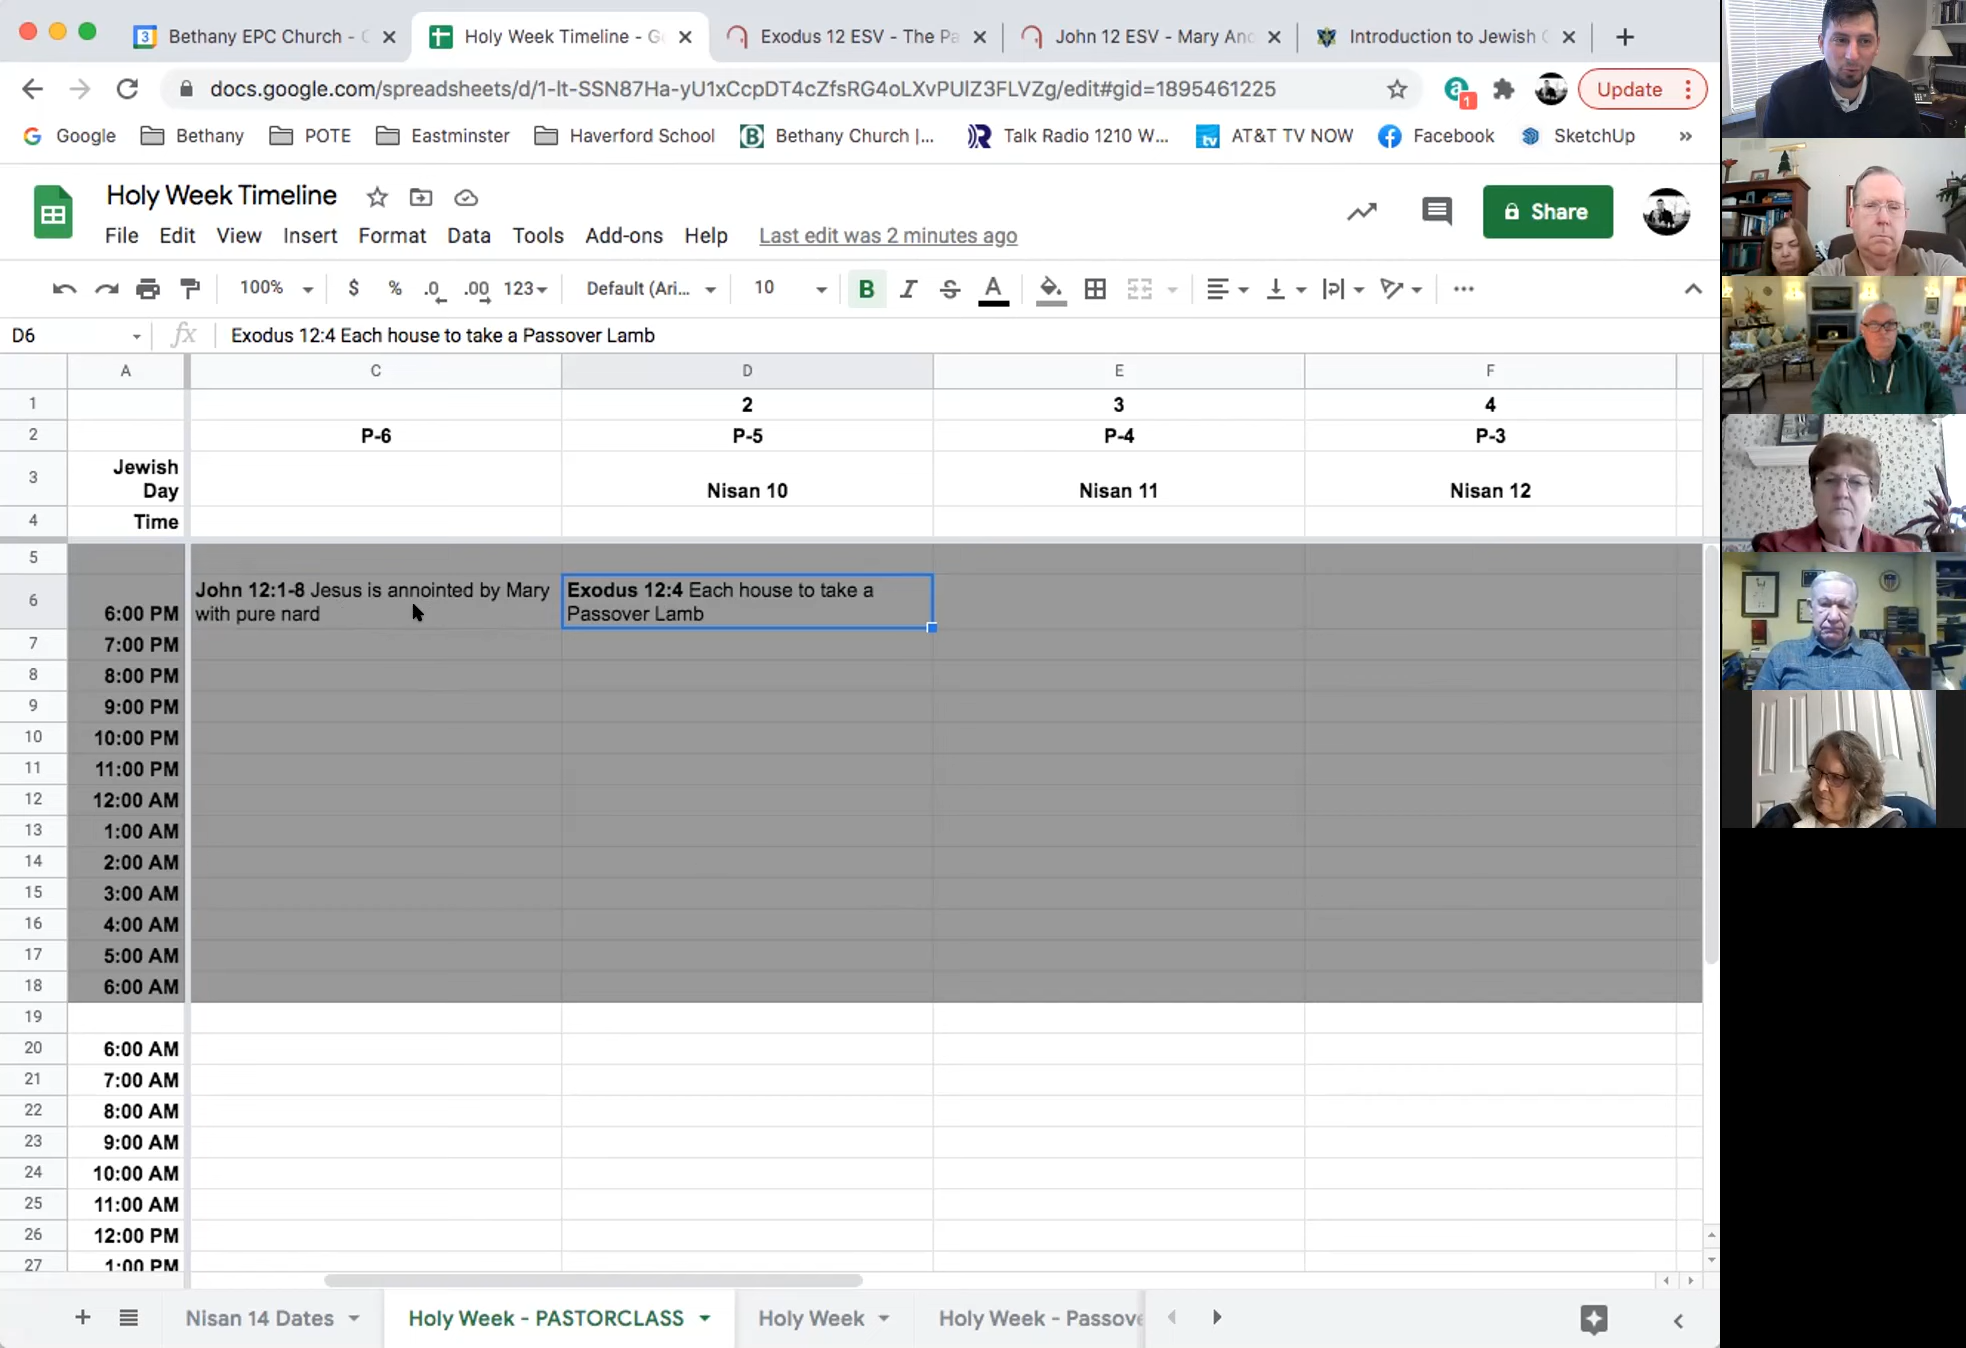 3 Bethany EPC Church - C
Holy Week Timeline - Go
Exodus 12 ESV - The Pa
John 12 ESV - Mary And
Introduction to Jewish C
docs.google.com/spreadsheets/d/1-It-SSN87Ha-yU1xCcpDT4cZfsRG4oLXvPUIZ3FLVZg/edit#gid=1895461225
a 1
Update
G Google
Bethany
POTE
Eastminster
Haverford School
B Bethany Church |...
R Talk Radio 1210 W...
tv AT&T TV NOW
f Facebook
SketchUp
»
Holy Week Timeline
Share
File Edit View Insert Format Data Tools Add-ons Help Last edit was 2 minutes ago
100% $ % .0 .00 123 Default (Ari... 10 B I S A
D6 fx Exodus 12:4 Each house to take a Passover Lamb
A C D E F
1 2 3 4
2 P-6 P-5 P-4 P-3
3 Jewish Day Nisan 10 Nisan 11 Nisan 12
4 Time
5
6 6:00 PM
John 12:1-8 Jesus is annointed by Mary
with pure nard
Exodus 12:4 Each house to take a
Passover Lamb
7 7:00 PM
8 8:00 PM
9 9:00 PM
10 10:00 PM
11 11:00 PM
12 12:00 AM
13 1:00 AM
14 2:00 AM
15 3:00 AM
16 4:00 AM
17 5:00 AM
18 6:00 AM
19
20 6:00 AM
21 7:00 AM
22 8:00 AM
23 9:00 AM
24 10:00 AM
25 11:00 AM
26 12:00 PM
27 1:00 PM
Nisan 14 Dates Holy Week - PASTORCLASS Holy Week Holy Week - Passove